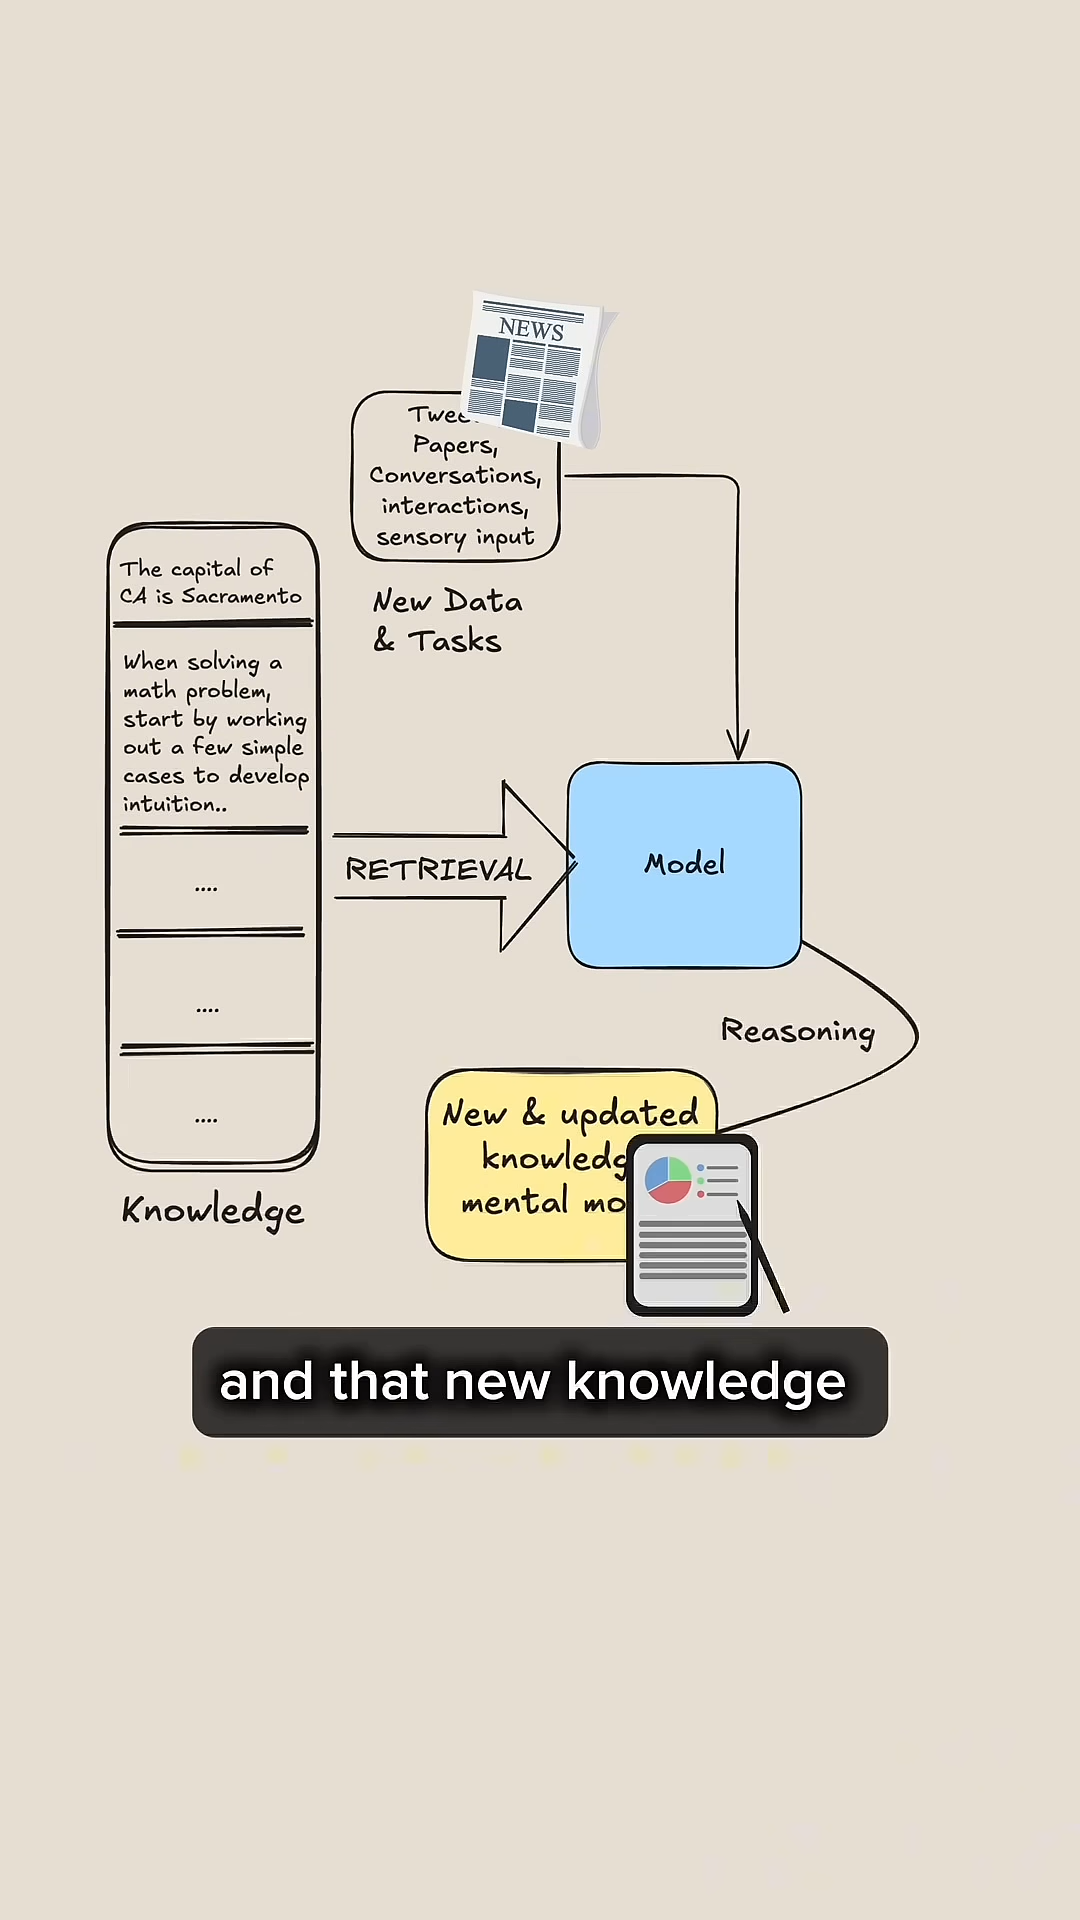 NEWS
Papers,
Conversations,
interactions,
sensory input
New Data
& Tasks
The capital of
CA is Sacramento
When solving a
math problem,
start by working
out a few simple
cases to develop
intuition..
....
....
....
Knowledge
RETRIEVAL
Model
Reasoning
New & updated
mental
and that new knowledge